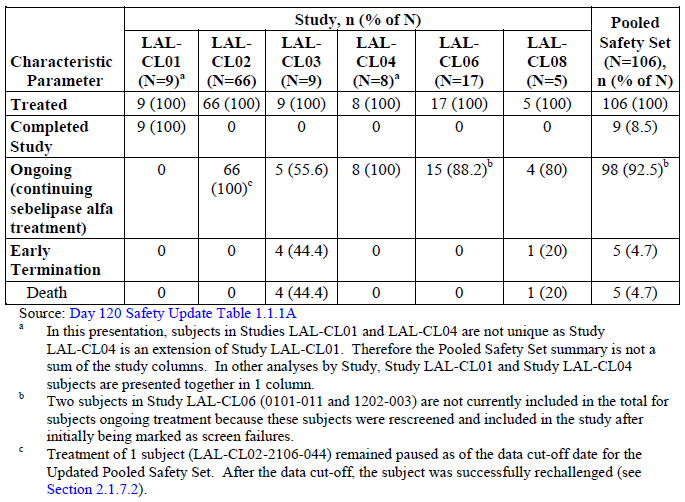 Study, n (% of N)
Characteristic Parameter | LAL-CL01 (N=9)a | LAL-CL02 (N=66) | LAL-CL03 (N=9) | LAL-CL04 (N=8)a | LAL-CL06 (N=17) | LAL-CL08 (N=5) | Pooled Safety Set (N=106), n (% of N)
Treated | 9 (100) | 66 (100) | 9 (100) | 8 (100) | 17 (100) | 5 (100) | 106 (100)
Completed Study | 9 (100) | 0 | 0 | 0 | 0 | 0 | 9 (8.5)
Ongoing (continuing sebelipase alfa treatment) | 0 | 66 (100)c | 5 (55.6) | 8 (100) | 15 (88.2)b | 4 (80) | 98 (92.5)b
Early Termination | 0 | 0 | 4 (44.4) | 0 | 0 | 1 (20) | 5 (4.7)
Death | 0 | 0 | 4 (44.4) | 0 | 0 | 1 (20) | 5 (4.7)
Source: Day 120 Safety Update Table 1.1.1A
a In this presentation, subjects in Studies LAL-CL01 and LAL-CL04 are not unique as Study
LAL-CL04 is an extension of Study LAL-CL01. Therefore the Pooled Safety Set summary is not a
sum of the study columns. In other analyses by Study, Study LAL-CL01 and Study LAL-CL04
subjects are presented together in 1 column.
b Two subjects in Study LAL-CL06 (0101-011 and 1202-003) are not currently included in the total for
subjects ongoing treatment because these subjects were rescreened and included in the study after
initially being marked as screen failures.
c Treatment of 1 subject (LAL-CL02-2106-044) remained paused as of the data cut-off date for the
Updated Pooled Safety Set. After the data cut-off, the subject was successfully rechallenged (see
Section 2.1.7.2).